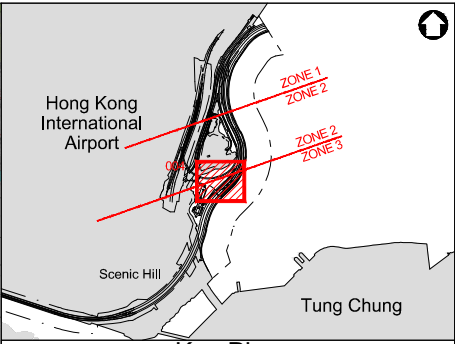 ZONE 1
ZONE 2
Hong Kong
International
Airport
ZONE 2
ZONE 3
Scenic Hill
Tung Chung